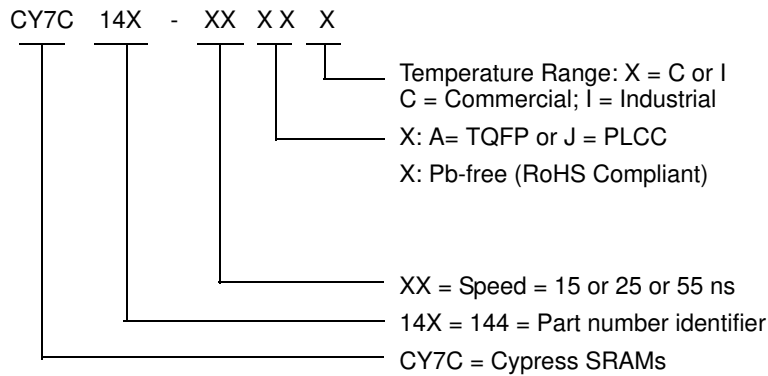 CY7C 14X - XX X X X
Temperature Range: X = C or I
C = Commercial; I = Industrial
X: A= TQFP or J = PLCC
X: Pb-free (RoHS Compliant)
XX = Speed = 15 or 25 or 55 ns
14X = 144 = Part number identifier
CY7C = Cypress SRAMs